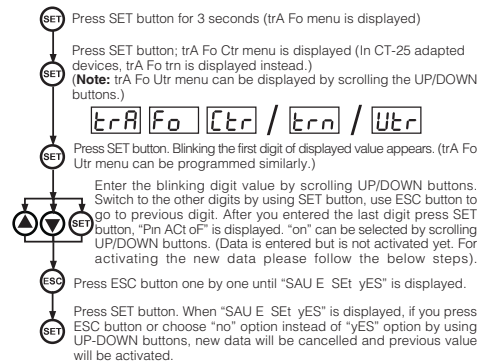 SET Press SET button for 3 seconds (trA Fo menu is displayed)
Press SET button; trA Fo Ctr menu is displayed (In CT-25 adapted
devices, trA Fo trn is displayed instead.)
SET
(Note: trA Fo Utr menu can be displayed by scrolling the UP/DOWN
buttons.)
trA Fo Ctr / trn / Utr
SET
Press SET button. Blinking the first digit of displayed value appears. (trA Fo
Utr menu can be programmed similarly.)
Enter the blinking digit value by scrolling UP/DOWN buttons.
Switch to the other digits by using SET button, use ESC button to
go to previous digit. After you entered the last digit press SET
SET
button, "Pın ACt oF" is displayed. "on" can be selected by scrolling
UP/DOWN buttons. (Data is entered but is not activated yet. For
activating the new data please follow the below steps).
ESC Press ESC button one by one until "SAU E SEt yES" is displayed.
Press SET button. When "SAU E SEt yES" is displayed, if you press
SET
ESC button or choose "no" option instead of "yES" option by using
UP-DOWN buttons, new data will be cancelled and previous value
will be activated.